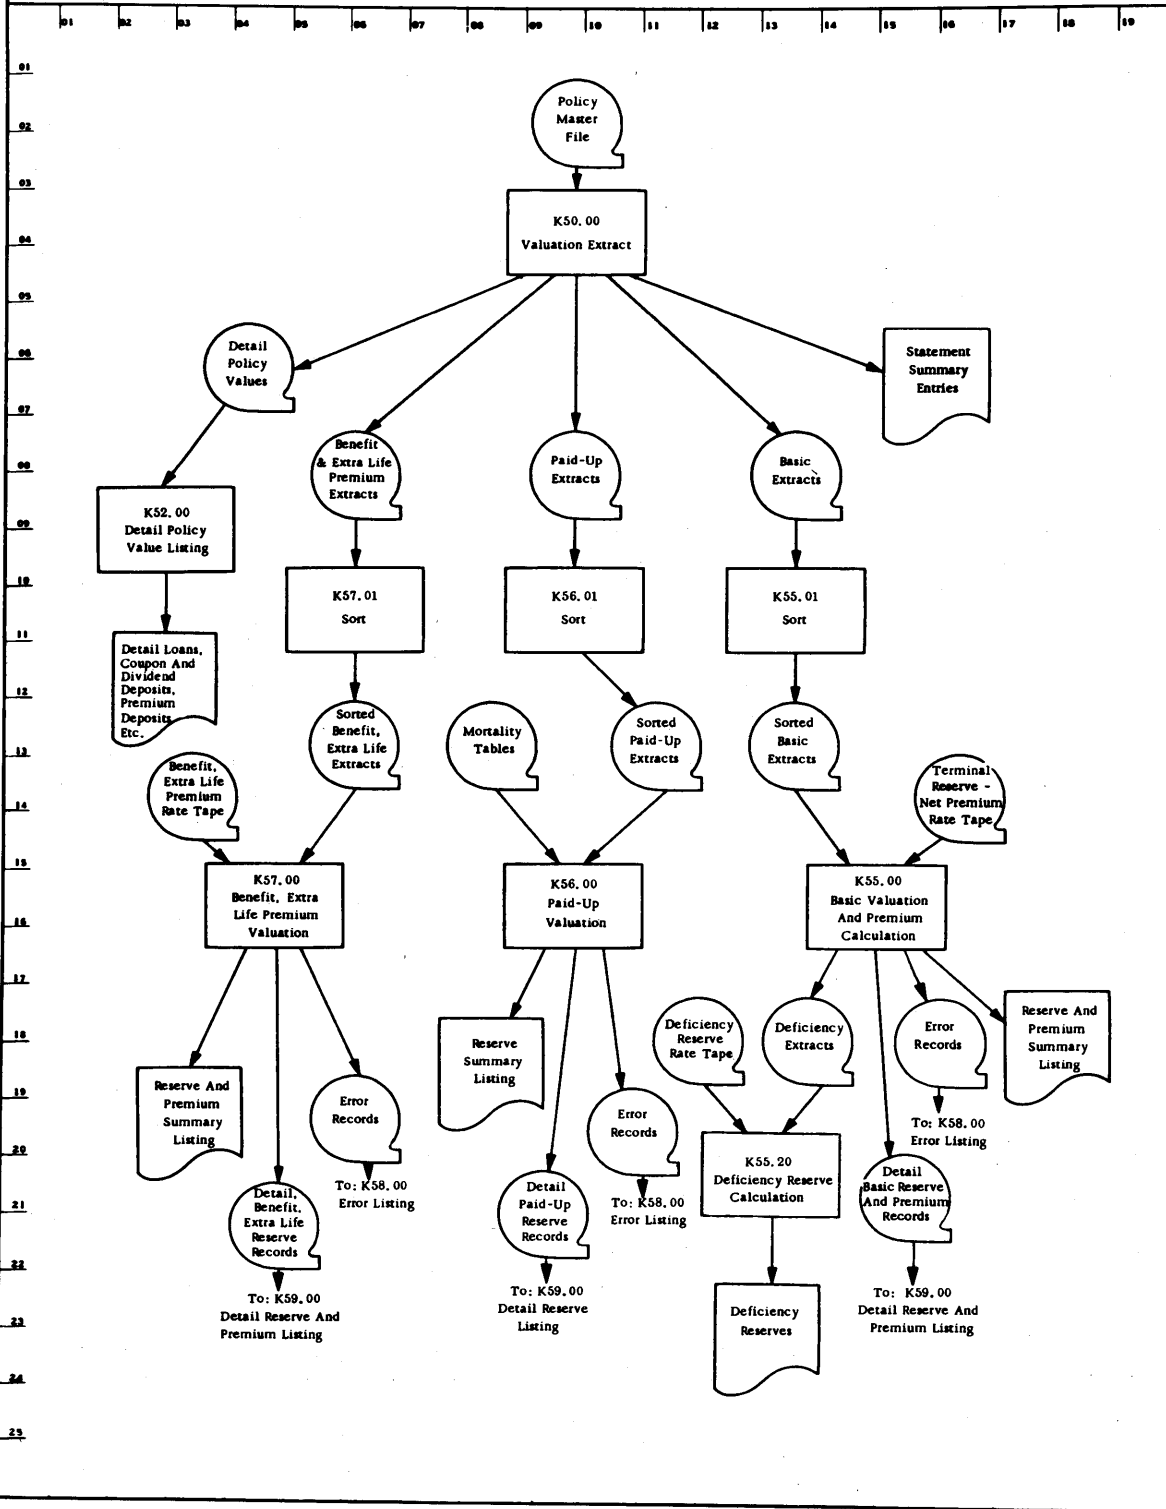 01 02 03 04 05 06 07 08 09 10 11 12 13 14 15 16 17 18 19
01
02
03
04
05
06
07
08
09
10
11
12
13
14
15
16
17
18
19
20
21
22
23
24
25
Policy
Master
File
K50.00
Valuation Extract
Detail
Policy
Values
Statement
Summary
Entries
Benefit
& Extra Life
Premium
Extracts
Paid-Up
Extracts
Basic
Extracts
K52.00
Detail Policy
Value Listing
K57.01
Sort
K56.01
Sort
K55.01
Sort
Detail Loans,
Coupon And
Dividend
Deposits,
Premium
Deposits
Etc.
Sorted
Benefit,
Extra Life
Extracts
Mortality
Tables
Sorted
Paid-Up
Extracts
Sorted
Basic
Extracts
Benefit,
Extra Life
Premium
Rate Tape
Terminal
Reserve -
Net Premium
Rate Tape
K57.00
Benefit, Extra
Life Premium
Valuation
K56.00
Paid-Up
Valuation
K55.00
Basic Valuation
And Premium
Calculation
Reserve And
Premium
Summary
Listing
Error
Records
To: K58.00
Error Listing
Detail,
Benefit,
Extra Life
Reserve
Records
To: K59.00
Detail Reserve And
Premium Listing
Reserve
Summary
Listing
Error
Records
To: K58.00
Error Listing
Detail
Paid-Up
Reserve
Records
To: K59.00
Detail Reserve
Listing
Deficiency
Reserve
Rate Tape
Deficiency
Extracts
Error
Records
To: K58.00
Error Listing
Reserve And
Premium
Summary
Listing
K55.20
Deficiency Reserve
Calculation
Detail
Basic Reserve
And Premium
Records
To: K59.00
Detail Reserve And
Premium Listing
Deficiency
Reserves